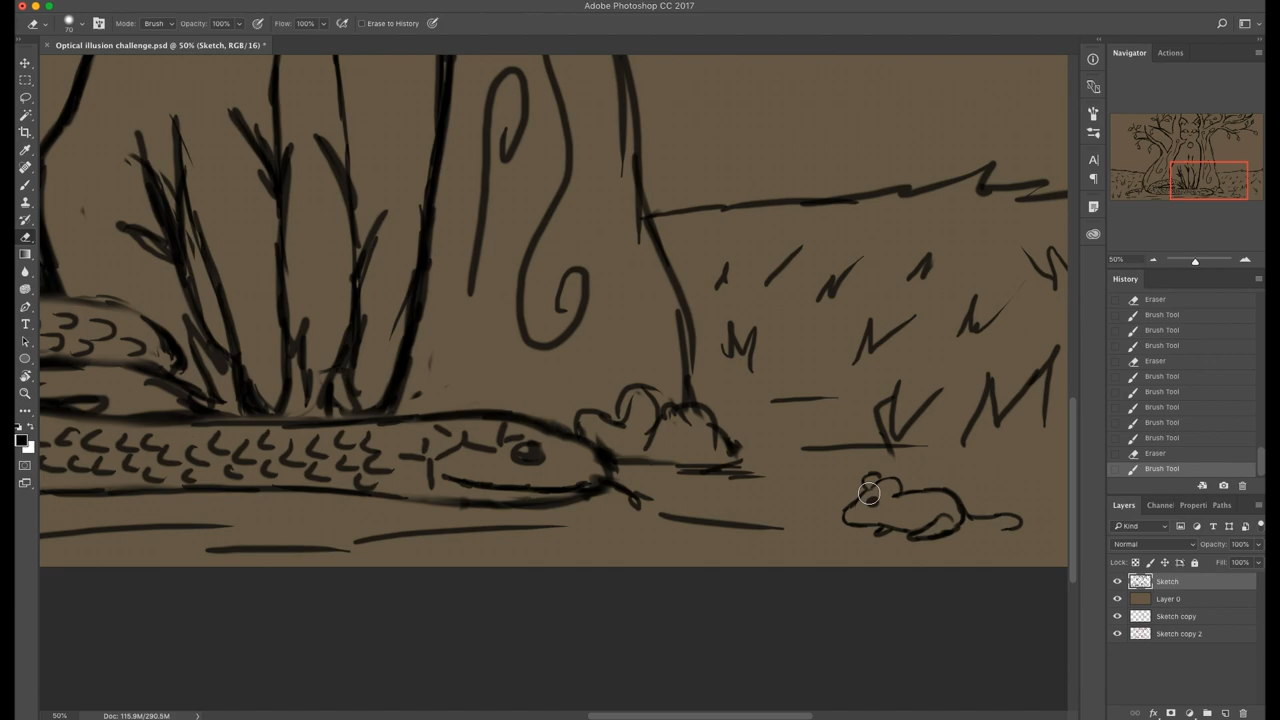 Adobe Photoshop CC 2017
70
Mode: Brush
Opacity: 100%
Flow: 100%
Erase to History
× Optical illusion challenge.psd @ 50% (Sketch, RGB/16) *
Navigator
Actions
50%
History
Eraser
Brush Tool
Brush Tool
Brush Tool
Eraser
Brush Tool
Brush Tool
Brush Tool
Brush Tool
Brush Tool
Eraser
Brush Tool
Layers
Channe
Properti
Paths
Kind
Normal
Opacity: 100%
Lock:
Fill: 100%
Sketch
Layer 0
Sketch copy
Sketch copy 2
50%
Doc: 115.9M/290.5M